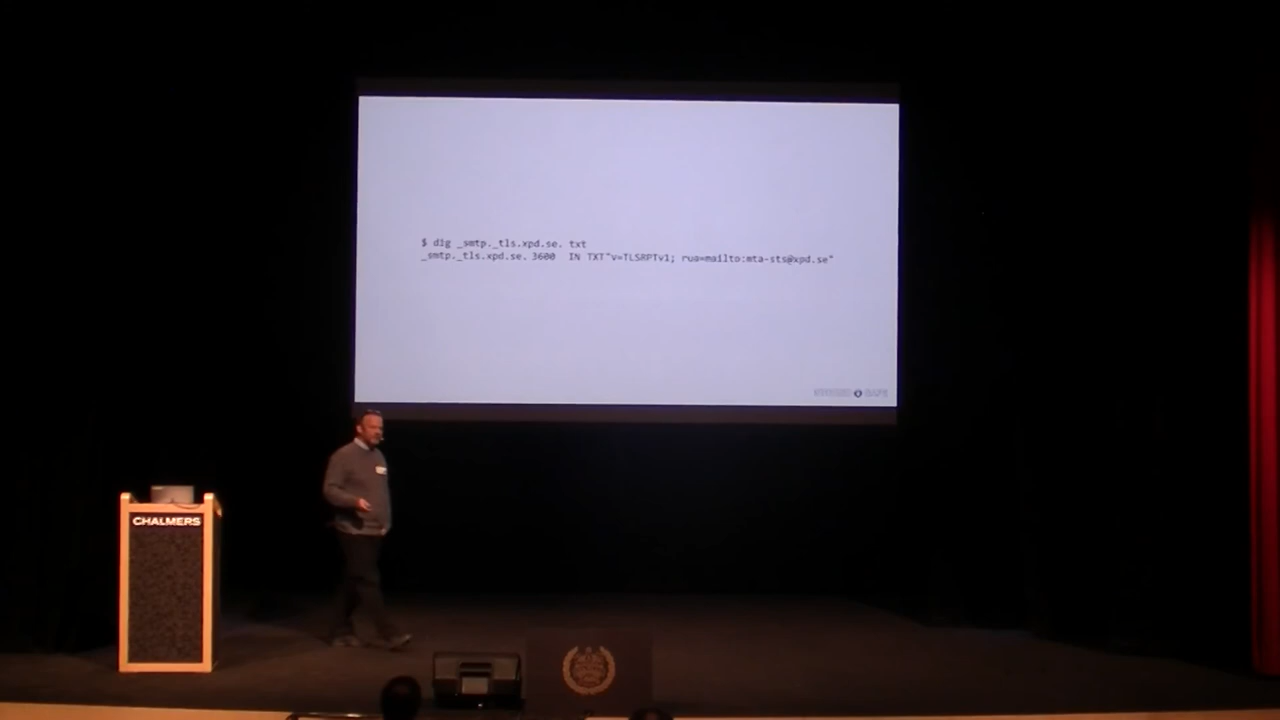 $ dig _smtp._tls.xpd.se. txt
_smtp._tls.xpd.se. 3600 IN TXT"v=TLSRPTv1; rua=mailto:mta-sts@xpd.se"
CHALMERS